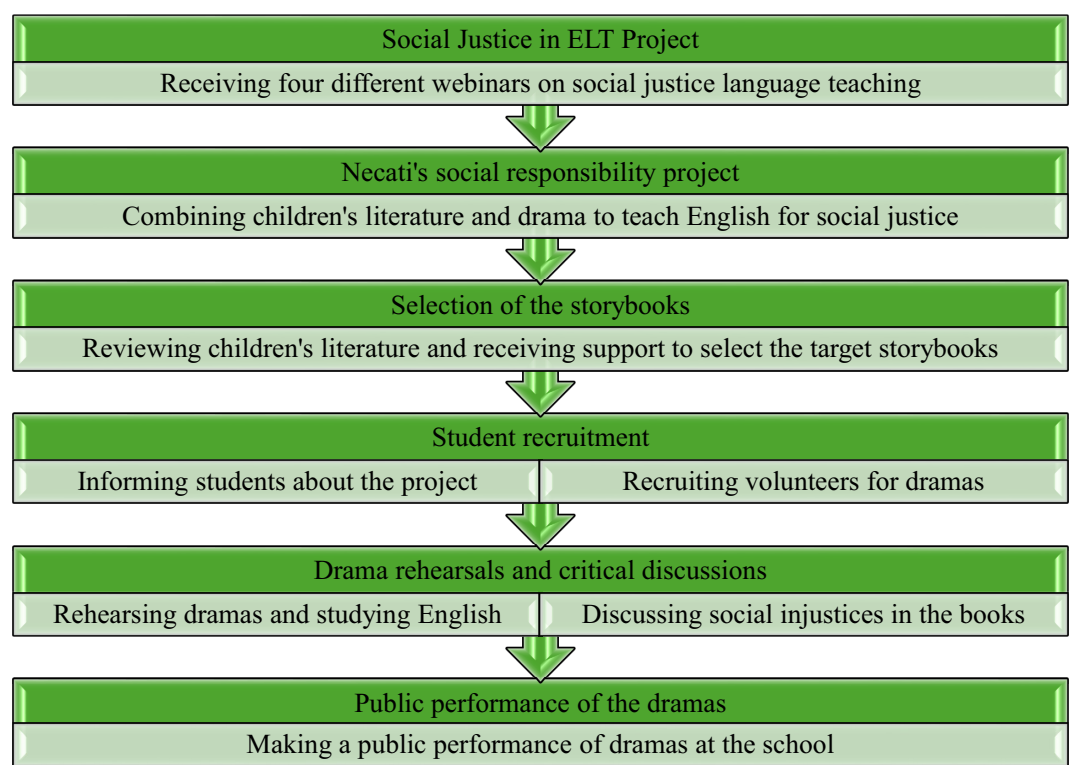 Social Justice in ELT Project
Receiving four different webinars on social justice language teaching
Necati's social responsibility project
Combining children's literature and drama to teach English for social justice
Selection of the storybooks
Reviewing children's literature and receiving support to select the target storybooks
Student recruitment
Informing students about the project
Recruiting volunteers for dramas
Drama rehearsals and critical discussions
Rehearsing dramas and studying English
Discussing social injustices in the books
Public performance of the dramas
Making a public performance of dramas at the school